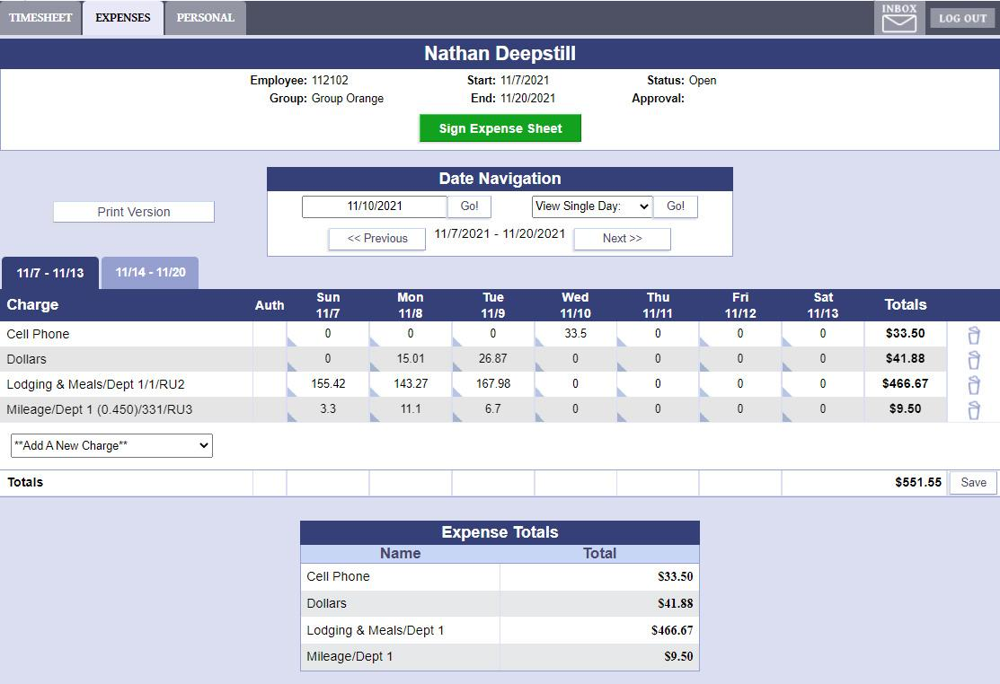 TIMESHEET EXPENSES PERSONAL INBOX LOG OUT
Nathan Deepstill
Employee: 112102 Start: 11/7/2021 Status: Open
Group: Group Orange End: 11/20/2021 Approval:
Sign Expense Sheet
Date Navigation
Print Version 11/10/2021 Go! View Single Day: Go!
<< Previous 11/7/2021 - 11/20/2021 Next >>
11/7 - 11/13 11/14 - 11/20
Charge Auth Sun 11/7 Mon 11/8 Tue 11/9 Wed 11/10 Thu 11/11 Fri 11/12 Sat 11/13 Totals
Cell Phone 0 0 0 33.5 0 0 0 $33.50
Dollars 0 15.01 26.87 0 0 0 0 $41.88
Lodging & Meals/Dept 1/1/RU2 155.42 143.27 167.98 0 0 0 0 $466.67
Mileage/Dept 1 (0.450)/331/RU3 3.3 11.1 6.7 0 0 0 0 $9.50
**Add A New Charge**
Totals $551.55 Save
Expense Totals
Name Total
Cell Phone $33.50
Dollars $41.88
Lodging & Meals/Dept 1 $466.67
Mileage/Dept 1 $9.50